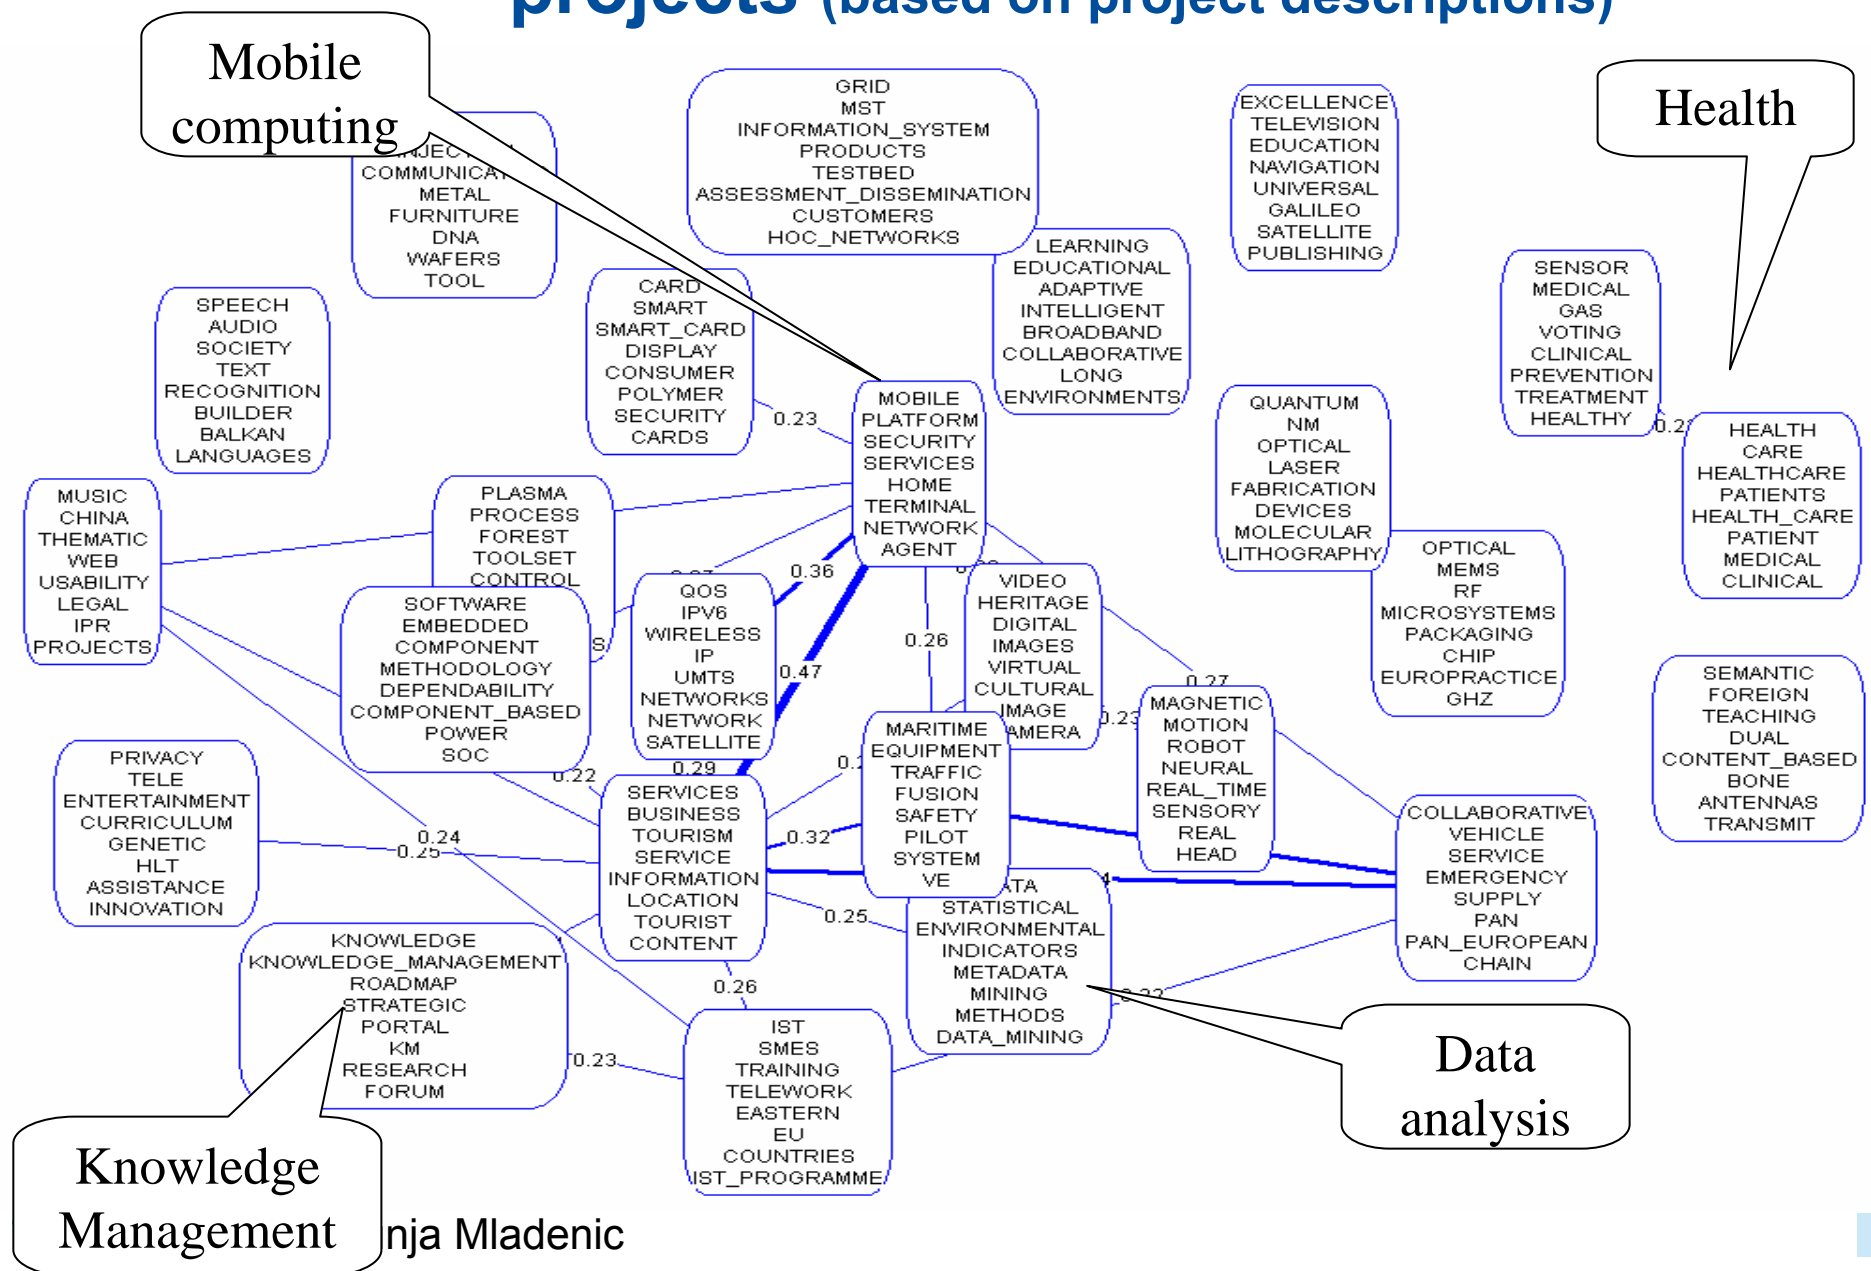 projects (based on project descriptions)
Mobile
computing
Health
METAL
FURNITURE
DNA
WAFERS
TOOL
GRID
MST
INFORMATION_SYSTEM
PRODUCTS
TESTBED
ASSESSMENT_DISSEMINATION
CUSTOMERS
HOC_NETWORKS
EXCELLENCE
TELEVISION
EDUCATION
NAVIGATION
UNIVERSAL
GALILEO
SATELLITE
PUBLISHING
LEARNING
EDUCATIONAL
ADAPTIVE
INTELLIGENT
BROADBAND
COLLABORATIVE
LONG
ENVIRONMENTS
SENSOR
MEDICAL
GAS
VOTING
CLINICAL
PREVENTION
TREATMENT
HEALTHY
SPEECH
AUDIO
SOCIETY
TEXT
RECOGNITION
BUILDER
BALKAN
LANGUAGES
CARD
SMART
SMART_CARD
DISPLAY
CONSUMER
POLYMER
SECURITY
CARDS
0.23
MOBILE
PLATFORM
SECURITY
SERVICES
HOME
TERMINAL
NETWORK
AGENT
QUANTUM
NM
OPTICAL
LASER
FABRICATION
DEVICES
MOLECULAR
LITHOGRAPHY
HEALTH
CARE
HEALTHCARE
PATIENTS
HEALTH_CARE
PATIENT
MEDICAL
CLINICAL
MUSIC
CHINA
THEMATIC
WEB
USABILITY
LEGAL
IPR
PROJECTS
PLASMA
PROCESS
FOREST
TOOLSET
CONTROL
S
SOFTWARE
EMBEDDED
COMPONENT
METHODOLOGY
DEPENDABILITY
COMPONENT_BASED
POWER
SOC
0.36
QOS
IPV6
WIRELESS
IP
UMTS
NETWORKS
NETWORK
SATELLITE
0.47
0.26
VIDEO
HERITAGE
DIGITAL
IMAGES
VIRTUAL
CULTURAL
IMAGE
AMERA
OPTICAL
MEMS
RF
MICROSYSTEMS
PACKAGING
CHIP
EUROPRACTICE
GHZ
0.27
0.23
MAGNETIC
MOTION
ROBOT
NEURAL
REAL_TIME
SENSORY
REAL
HEAD
SEMANTIC
FOREIGN
TEACHING
DUAL
CONTENT_BASED
BONE
ANTENNAS
TRANSMIT
PRIVACY
TELE
ENTERTAINMENT
CURRICULUM
GENETIC
HLT
ASSISTANCE
INNOVATION
0.22
0.29
0.24
0.25
SERVICES
BUSINESS
TOURISM
SERVICE
INFORMATION
LOCATION
TOURIST
CONTENT
0.32
MARITIME
EQUIPMENT
TRAFFIC
FUSION
SAFETY
PILOT
SYSTEM
VE
COLLABORATIVE
VEHICLE
SERVICE
EMERGENCY
SUPPLY
PAN
PAN_EUROPEAN
CHAIN
0.25
ATA
STATISTICAL
ENVIRONMENTAL
INDICATORS
METADATA
MINING
METHODS
DATA_MINING
KNOWLEDGE
KNOWLEDGE_MANAGEMENT
ROADMAP
STRATEGIC
PORTAL
KM
RESEARCH
FORUM
0.23
0.26
IST
SMES
TRAINING
TELEWORK
EASTERN
EU
COUNTRIES
IST_PROGRAMME
Data
analysis
Knowledge
Management
nja Mladenic